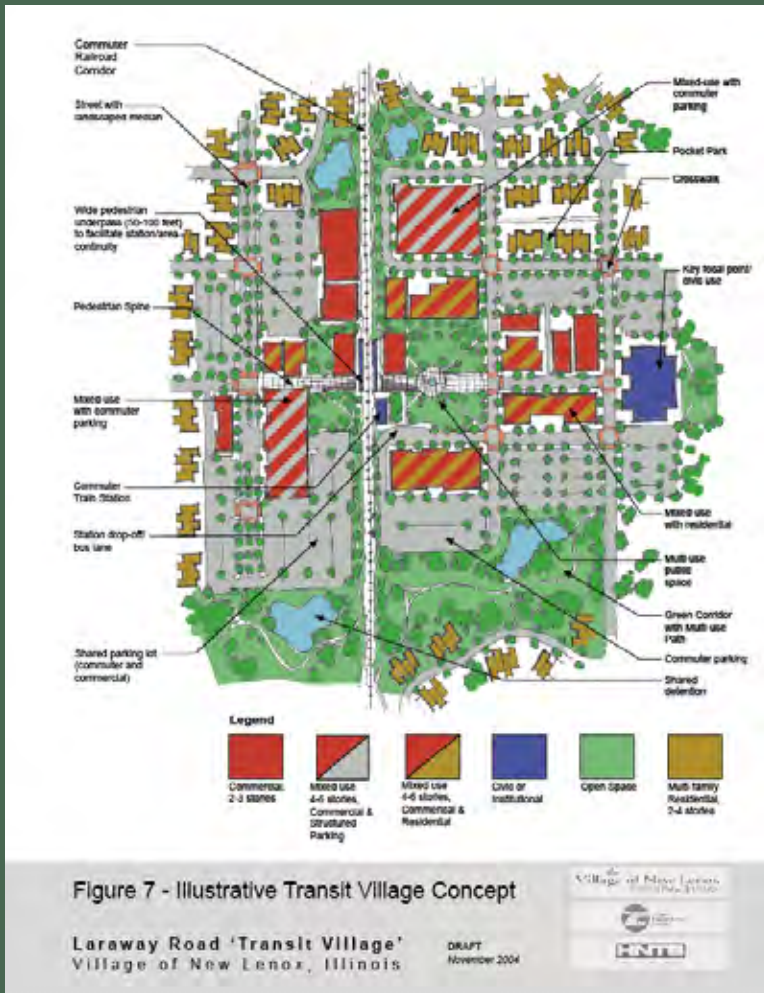 Commuter
Railroad
Corridor
Street with
landscaped median
Wide pedestrian
underpass (50-100 feet)
to facilitate station/area
continuity
Pedestrian Spine
Mixed use
with commuter
parking
Commuter
Train Station
Station drop-off/
bus lane
Shared parking lot
(commuter and
commercial)
Mixed-use with
commuter
parking
Pocket Park
Crosswalk
Key focal point/
civic use
Mixed use
with residential
Multi use
public
space
Green Corridor
with Multi use
Path
Commuter parking
Shared
detention
Legend
Commercial,
2-3 stories
Mixed use
4-6 stories,
Commercial &
Structured
Parking
Mixed use
4-6 stories,
Commercial &
Residential
Civic or
Institutional
Open Space
Multi family
Residential,
2-4 stories
Figure 7 - Illustrative Transit Village Concept
Laraway Road 'Transit Village'
Village of New Lenox, Illinois
DRAFT
November 2004
the
Village of New Lenox
HNTB